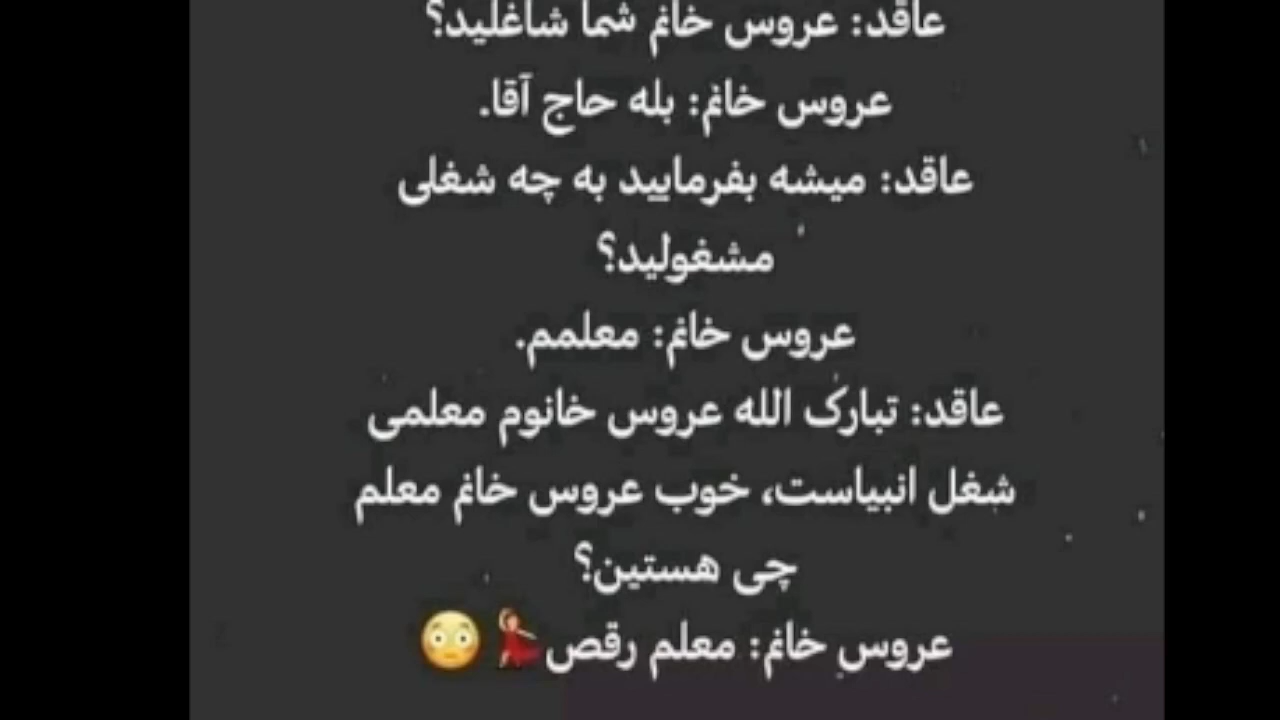 عاقد: عروس خانم شما شاغلید؟
عروس خانم: بله حاج آقا.
عاقد: میشه بفرمایید به چه شغلی
مشغولید؟
عروس خانم: معلمم.
عاقد: تبارک الله عروس خانوم معلمی
شغل انبیاست، خوب عروس خانم معلم
چی هستین؟
عروس خانم: معلم رقص💃😳